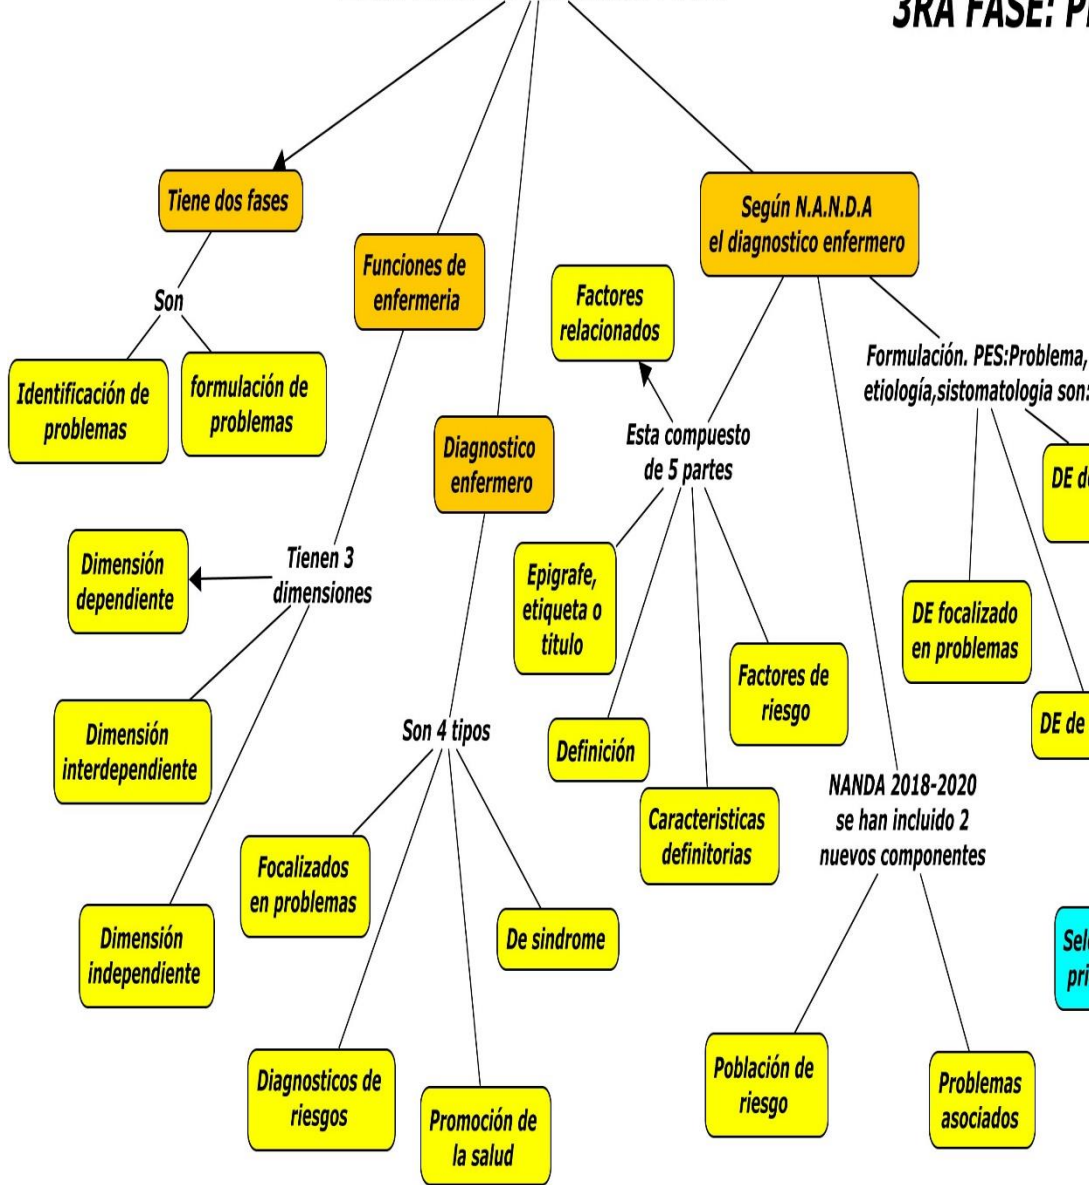 3RA FASE:
Tiene dos fases
Son
Identificación de
problemas
formulación de
problemas
Funciones de
enfermeria
Tienen 3
dimensiones
Dimensión
dependiente
Dimensión
interdependiente
Dimensión
independiente
Diagnostico
enfermero
Son 4 tipos
Focalizados
en problemas
Diagnosticos de
riesgos
Promoción de
la salud
De sindrome
Según N.A.N.D.A
el diagnostico enfermero
Factores
relacionados
Esta compuesto
de 5 partes
Epigrafe,
etiqueta o
titulo
Definición
Caracteristicas
definitorias
Factores de
riesgo
NANDA 2018-2020
se han incluido 2
nuevos componentes
Población de
riesgo
Problemas
asociados
Formulación. PES:Problema,
etiología,sistomatologia son:
DE focalizado
en problemas
DE de
DE